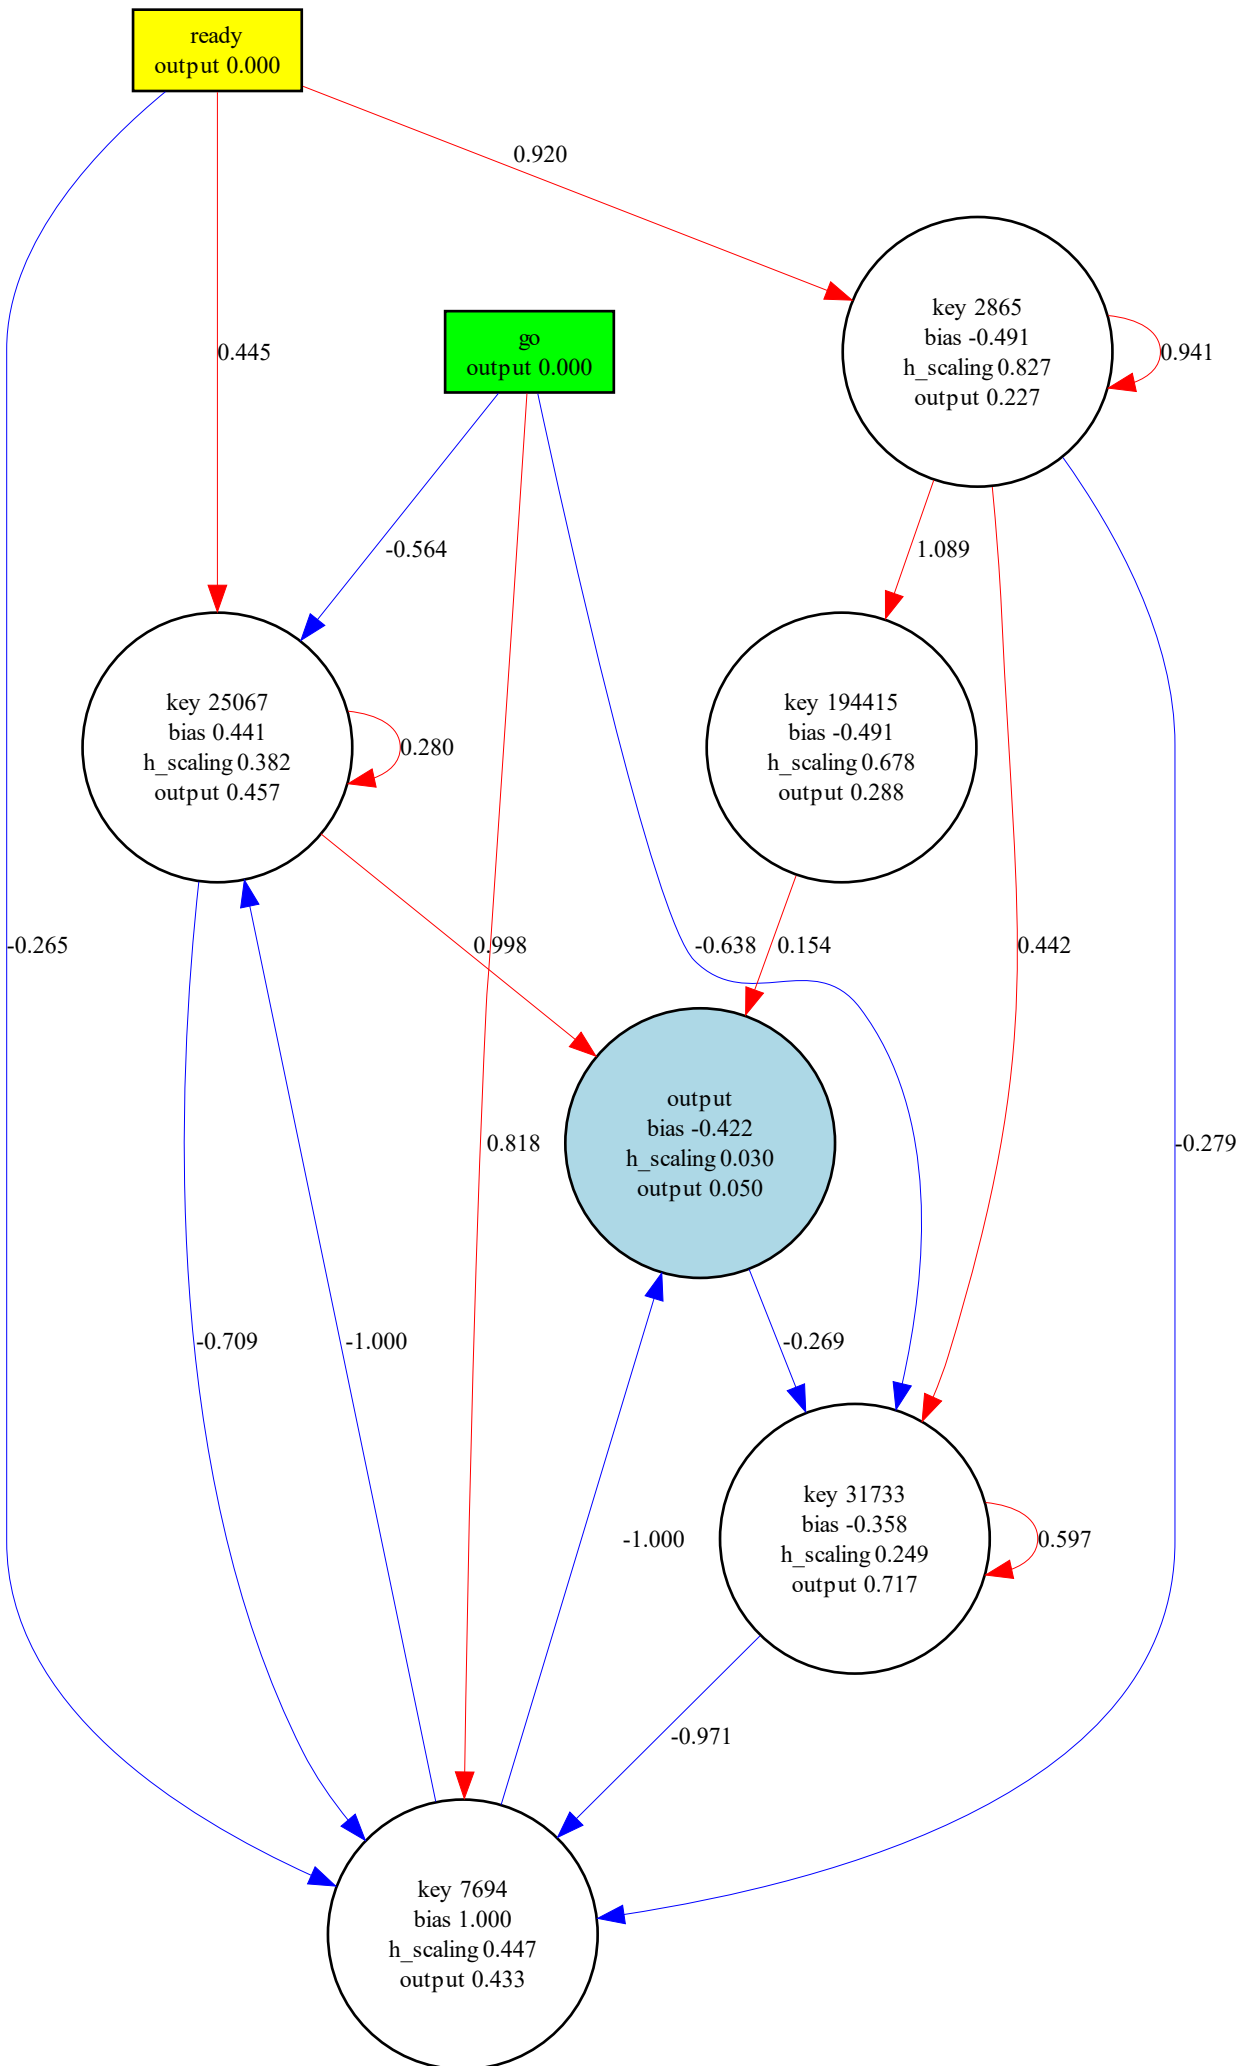 ready
output 0.000
0.920
key 2865
bias -0.491
h_scaling 0.827
output 0.227
0.941
go
output 0.000
0.445
-0.564
1.089
key 25067
bias 0.441
h_scaling 0.382
output 0.457
0.280
key 194415
bias -0.491
h_scaling 0.678
output 0.288
-0.265
0.998
-0.638
0.154
0.442
output
bias -0.422
h_scaling 0.030
output 0.050
0.818
-0.279
-0.709
-1.000
-0.269
key 31733
bias -0.358
h_scaling 0.249
output 0.717
0.597
-1.000
-0.971
key 7694
bias 1.000
h_scaling 0.447
output 0.433